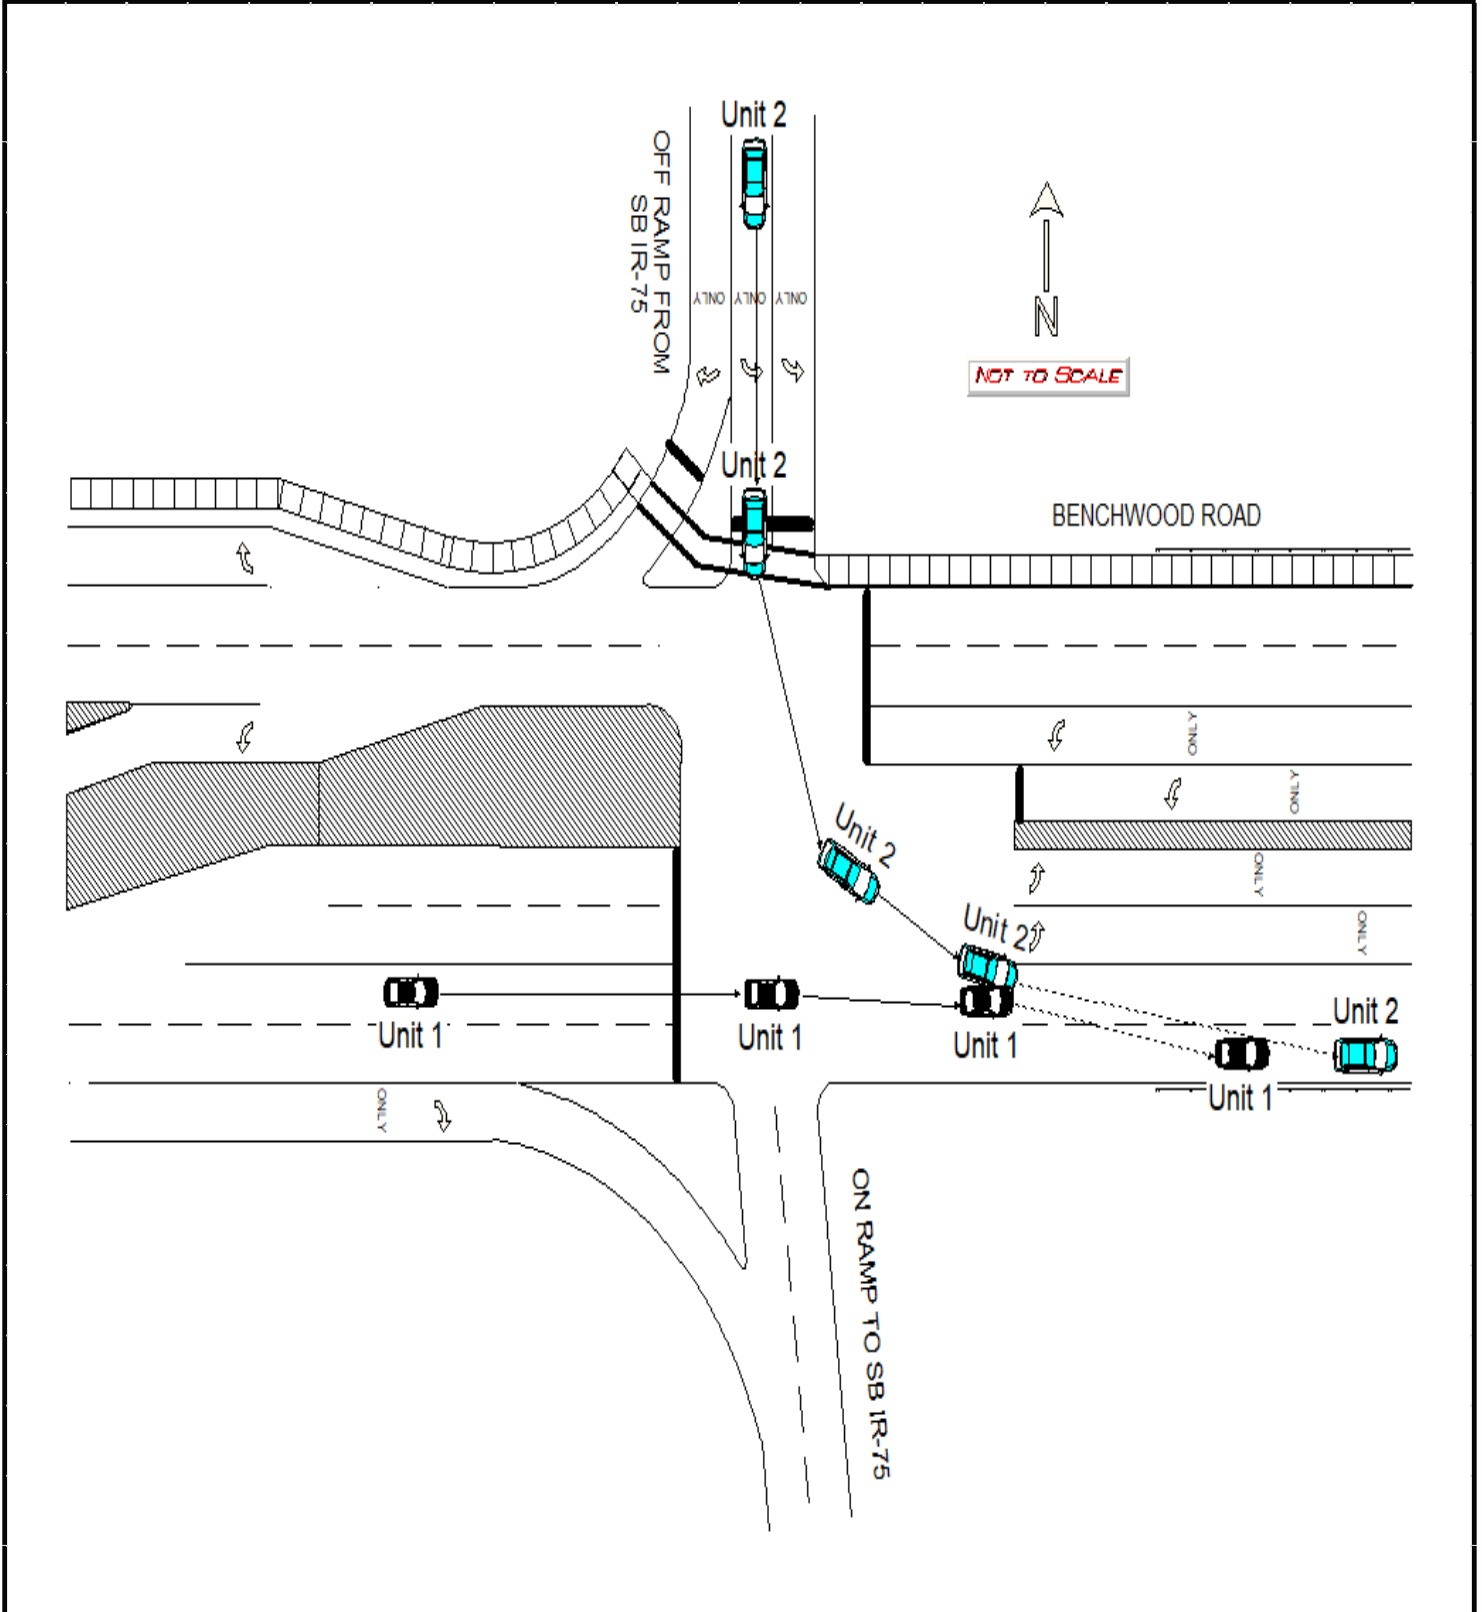 Unit 2
OFF RAMP FROM
SB IR-75
N
NOT TO SCALE
ONLY
ONLY
ONLY
Unit 2
BENCHWOOD ROAD
ONLY
ONLY
Unit 2
ONLY
Unit 2
ONLY
Unit 1
Unit 1
Unit 1
Unit 2
Unit 1
ONLY
ON RAMP TO SB IR-75